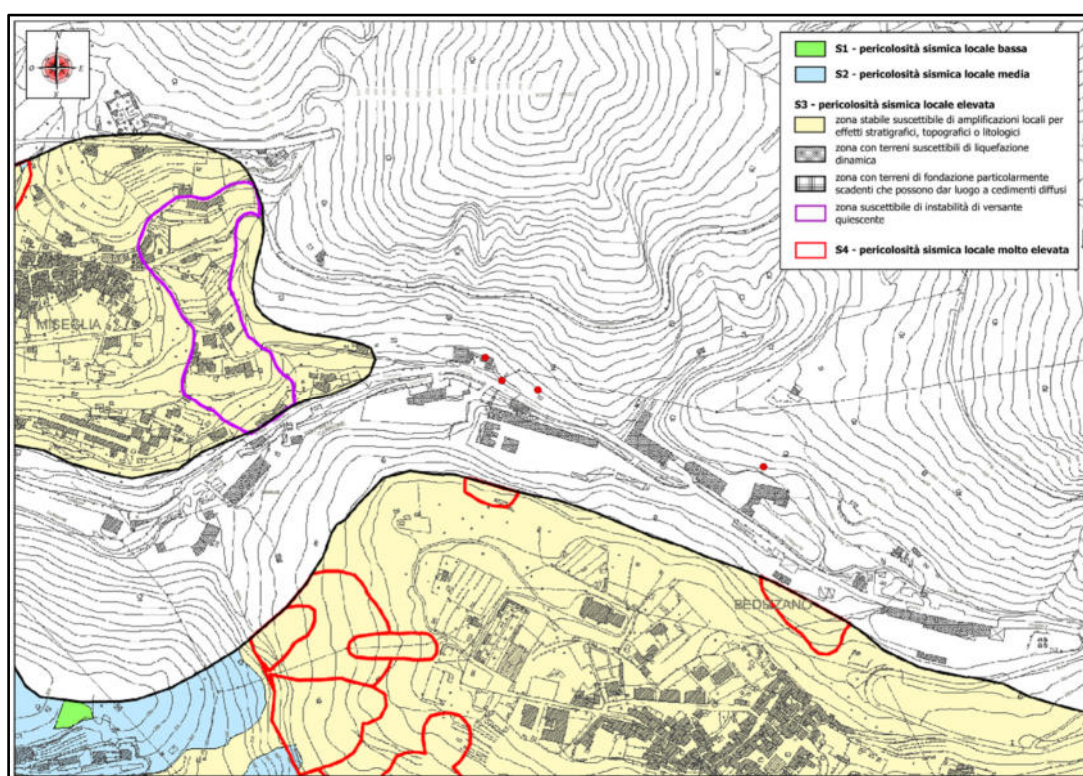 N
O
E
S1 - pericolosità sismica locale bassa
S2 - pericolosità sismica locale media
S3 - pericolosità sismica locale elevata
zona stabile suscettibile di amplificazioni locali per
effetti stratigrafici, topografici o litologici
zona con terreni suscettibili di liquefazione
dinamica
zona con terreni di fondazione particolarmente
scadenti che possono dar luogo a cedimenti diffusi
zona suscettibile di instabilità di versante
quiescente
S4 - pericolosità sismica locale molto elevata
MISEGLIA
BEDIZZANO